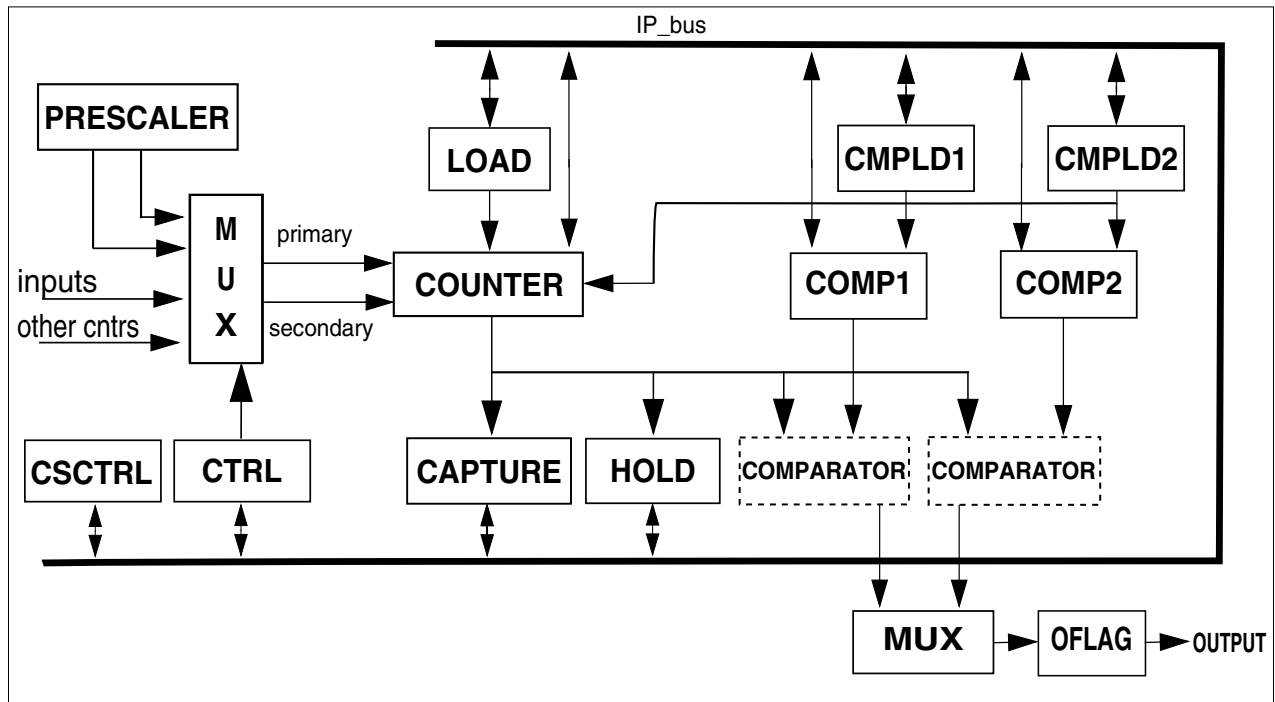 IP_bus
PRESCALER
LOAD
CMPLD1
CMPLD2
M
U
X
primary
secondary
inputs
other cntrs
COUNTER
COMP1
COMP2
CSCTRL
CTRL
CAPTURE
HOLD
COMPARATOR
COMPARATOR
MUX
OFLAG
OUTPUT